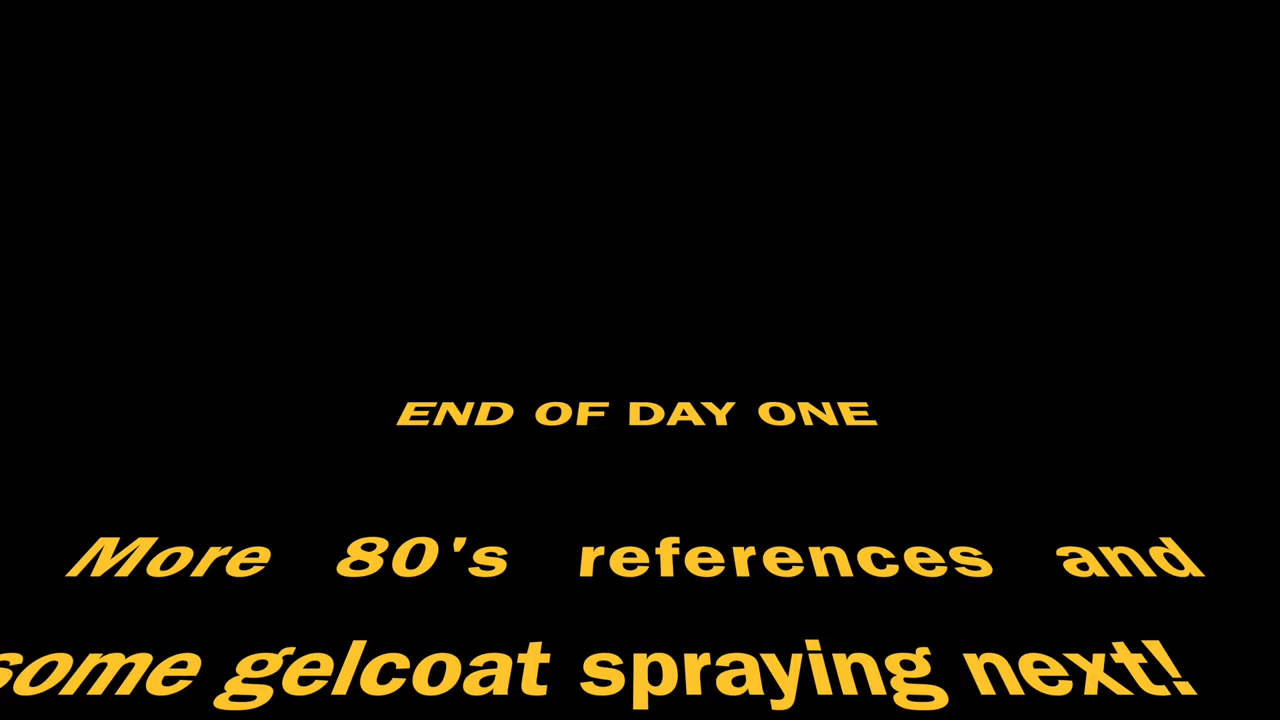 END OF DAY ONE
More 80's references and
some gelcoat spraying next!